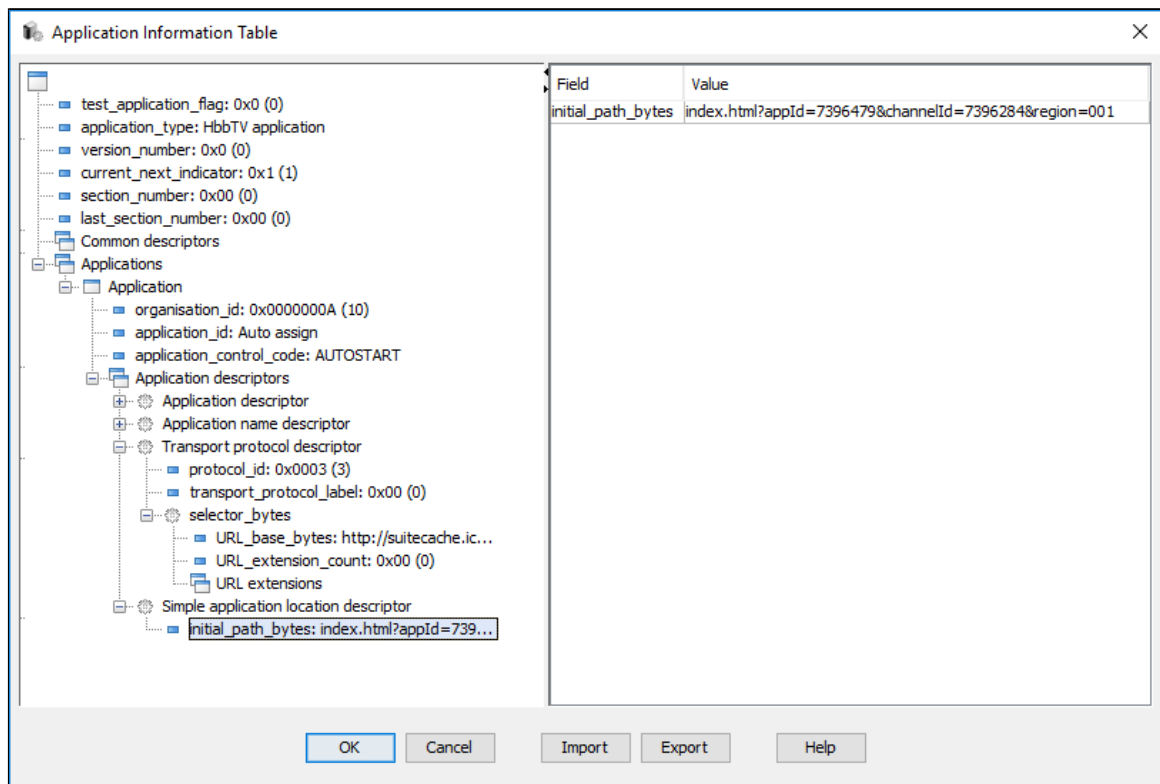 Application Information Table
test_application_flag: 0x0 (0)
application_type: HbbTV application
version_number: 0x0 (0)
current_next_indicator: 0x1 (1)
section_number: 0x00 (0)
last_section_number: 0x00 (0)
Common descriptors
Applications
Application
organisation_id: 0x0000000A (10)
application_id: Auto assign
application_control_code: AUTOSTART
Application descriptors
Application descriptor
Application name descriptor
Transport protocol descriptor
protocol_id: 0x0003 (3)
transport_protocol_label: 0x00 (0)
selector_bytes
URL_base_bytes: http://suitecache.ic...
URL_extension_count: 0x00 (0)
URL extensions
Simple application location descriptor
initial_path_bytes: index.html?appId=739...
Field Value
initial_path_bytes index.html?appId=7396479&channelId=7396284&region=001
OK Cancel Import Export Help